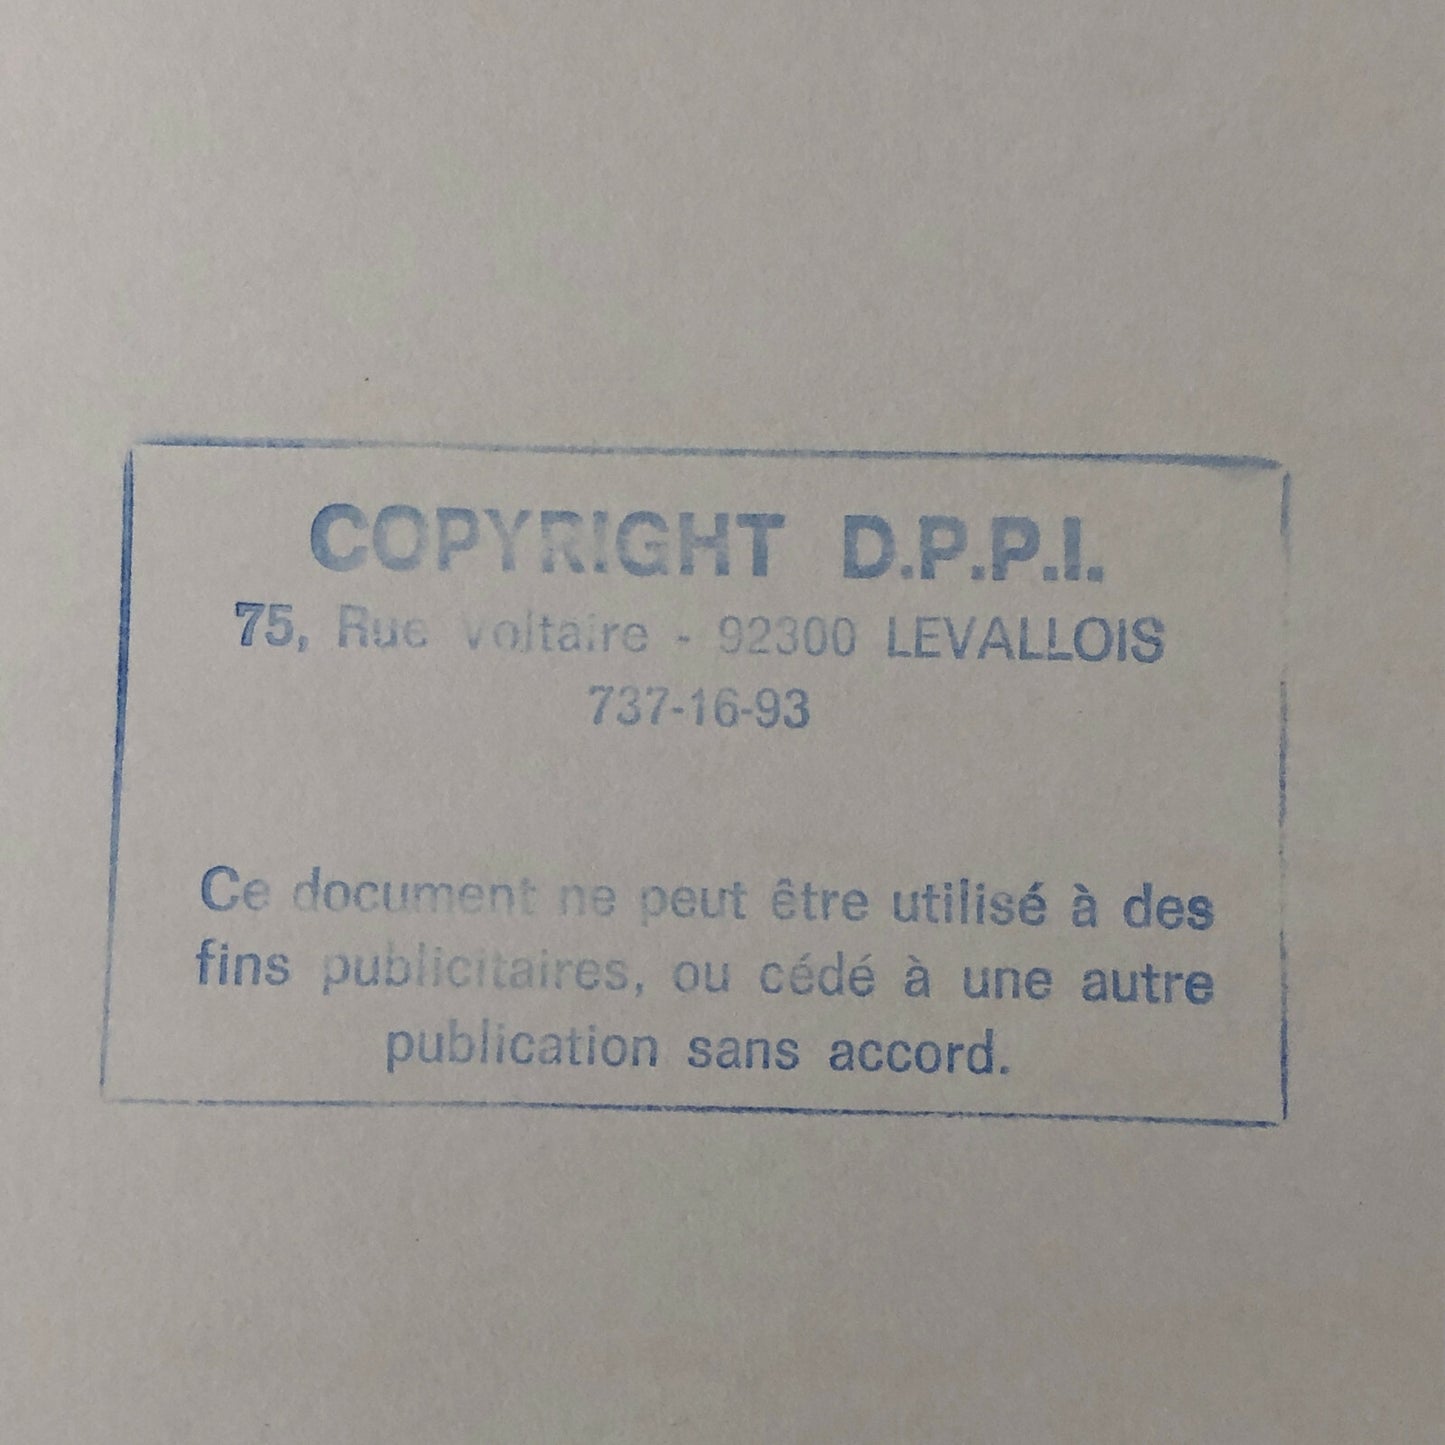 COPYRIGHT D.P.P.I.
75, Rue Voltaire - 92300 LEVALLOIS
737-16-93
Ce document ne peut être utilisé à des
fins publicitaires, ou cédé à une autre
publication sans accord.